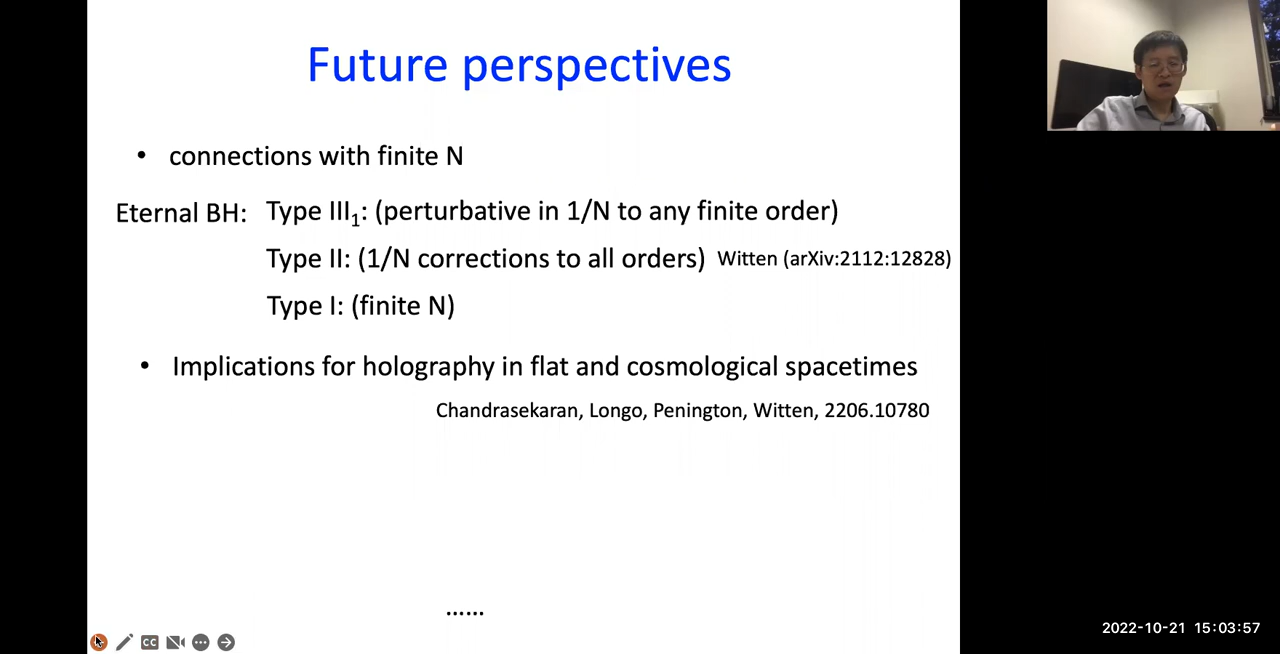 Future perspectives
• connections with finite N
Eternal BH: Type III₁: (perturbative in 1/N to any finite order)
Type II: (1/N corrections to all orders) Witten (arXiv:2112:12828)
Type I: (finite N)
• Implications for holography in flat and cosmological spacetimes
Chandrasekaran, Longo, Penington, Witten, 2206.10780
......
CC
2022-10-21 15:03:57